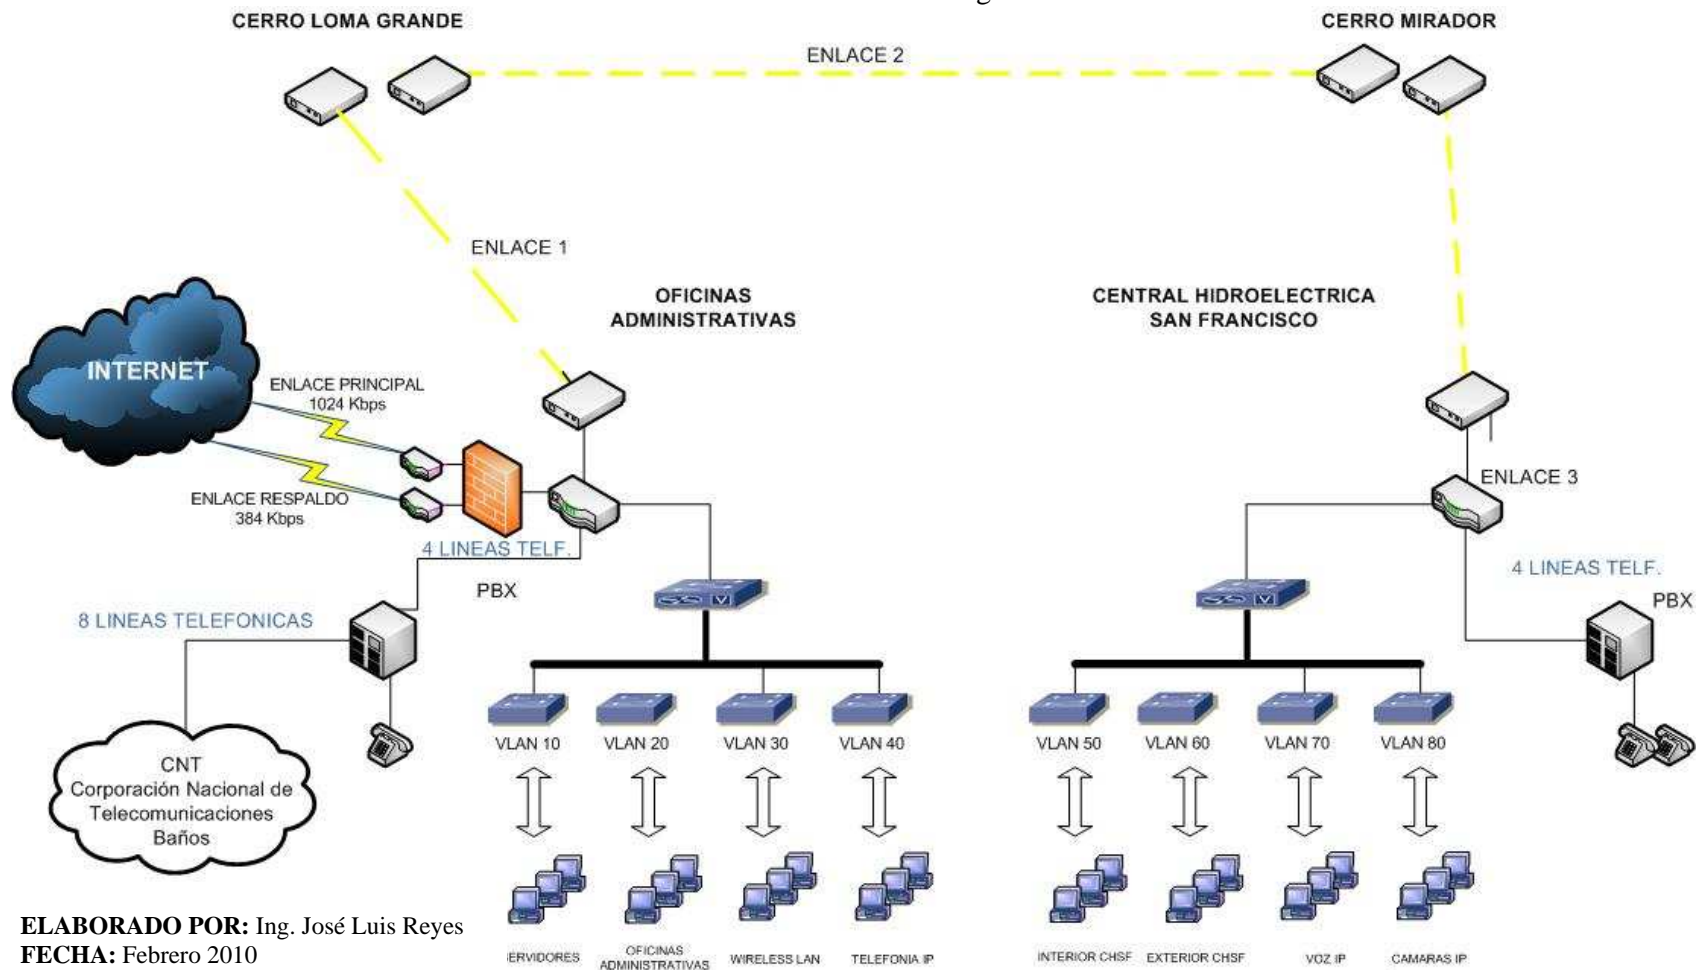 CERRO LOMA GRANDE
CERRO MIRADOR
ENLACE 2
ENLACE 1
OFICINAS
ADMINISTRATIVAS
CENTRAL HIDROELECTRICA
SAN FRANCISCO
INTERNET
ENLACE PRINCIPAL
1024 Kbps
ENLACE RESPALDO
384 Kbps
ENLACE 3
4 LINEAS TELF.
PBX
4 LINEAS TELF.
PBX
8 LINEAS TELEFONICAS
VLAN 10
VLAN 20
VLAN 30
VLAN 40
VLAN 50
VLAN 60
VLAN 70
VLAN 80
CNT
Corporación Nacional de
Telecomunicaciones
Baños
ERVIDORES
OFICINAS
ADMINISTRATIVAS
WIRELESS LAN
TELEFONIA IP
INTERIOR CHSF
EXTERIOR CHSF
VOZ IP
CAMARAS IP
ELABORADO POR: Ing. José Luis Reyes
FECHA: Febrero 2010